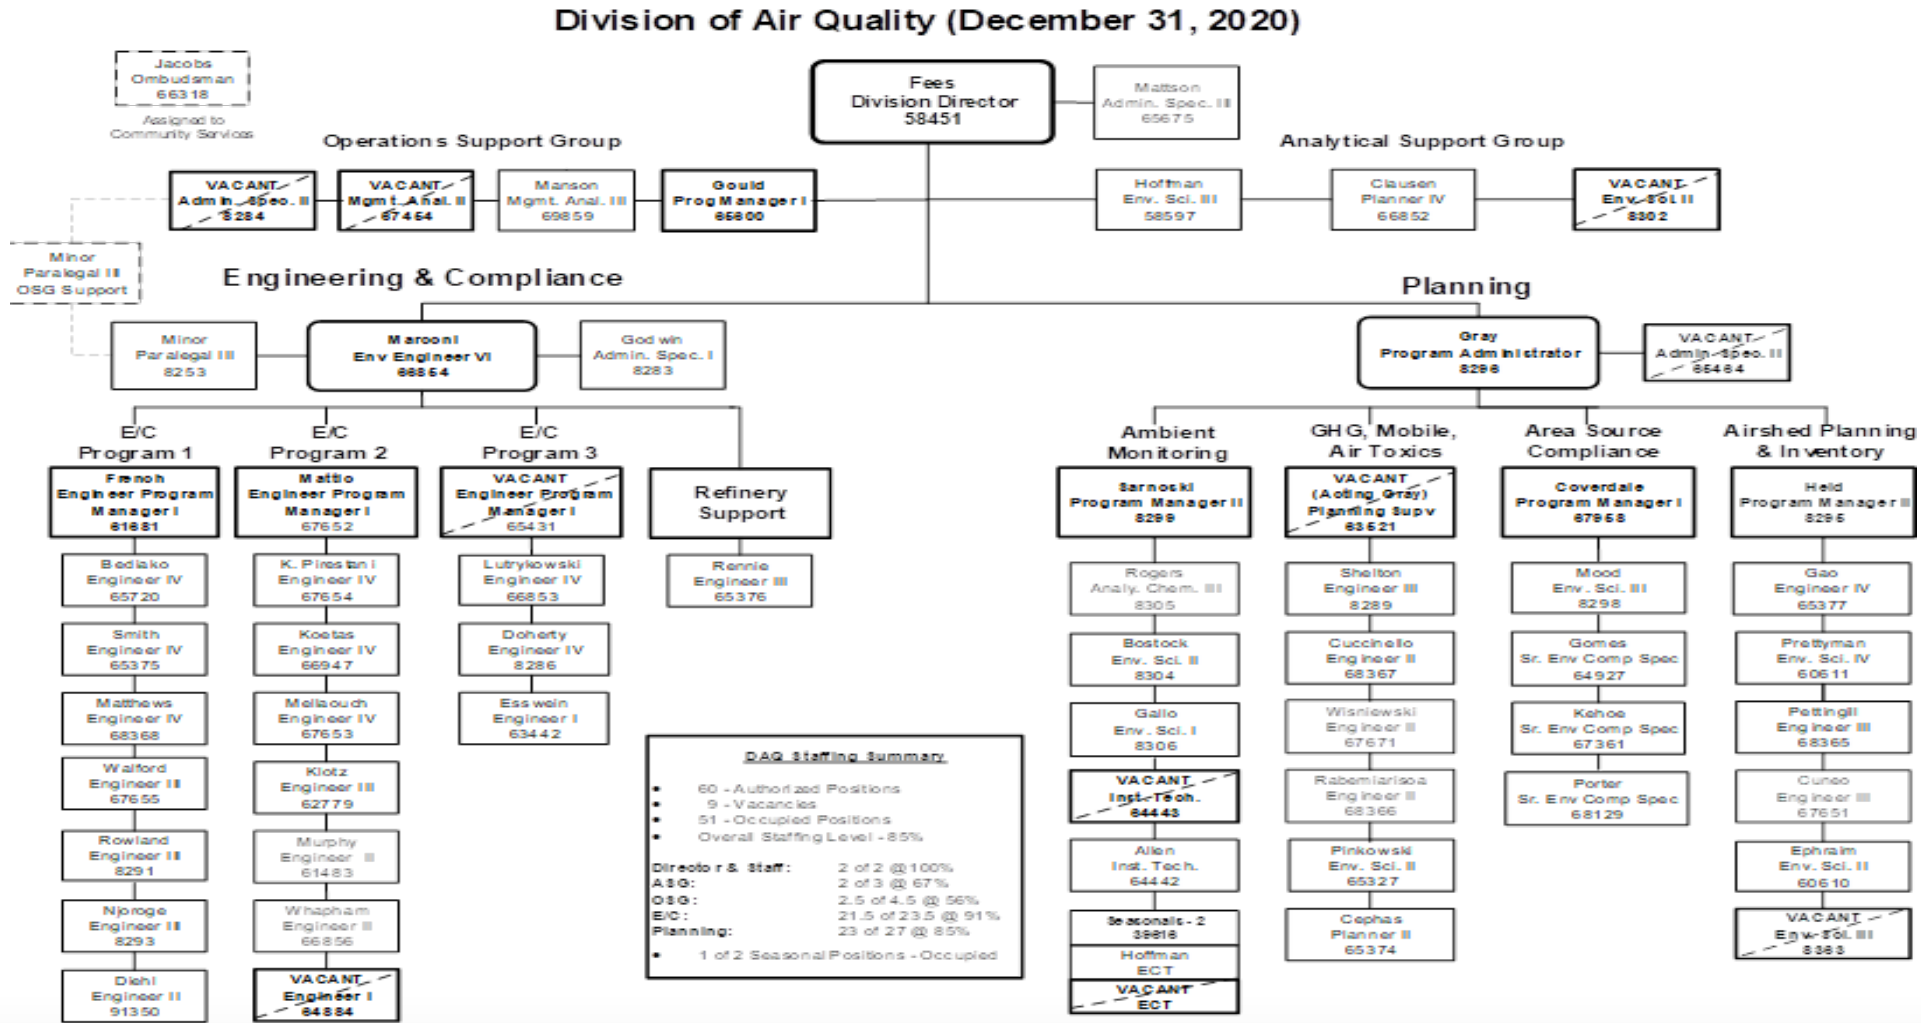 Division of Air Quality (December 31, 2020)
Jacobs
Ombudsman
66318
Assigned to
Community Services
Fees
Division Director
58451
Mattson
Admin. Spec. III
65675
Operations Support Group
Analytical Support Group
VACANT
Admin. Spec. II
8284
VACANT
Mgmt. Anal. II
67454
Manson
Mgmt. Anal. III
69859
Gould
Prog Manager I
65600
Hoffman
Env. Sci. III
58597
Clausen
Planner IV
66852
VACANT
Env. Sci. II
8302
Minor
Paralegal III
OSG Support
Engineering & Compliance
Planning
Minor
Paralegal III
8253
Marconi
Env Engineer VI
66854
Godwin
Admin. Spec. I
8283
Gray
Program Administrator
8296
VACANT
Admin. Spec. II
65464
E/C
Program 1
E/C
Program 2
E/C
Program 3
Ambient
Monitoring
GHG, Mobile,
Air Toxics
Area Source
Compliance
Airshed Planning
& Inventory
French
Engineer Program
Manager I
61681
Bediako
Engineer IV
65720
Smith
Engineer IV
65375
Matthews
Engineer IV
68368
Walford
Engineer III
67655
Rowland
Engineer III
8291
Njoroge
Engineer III
8293
Diehl
Engineer II
91350
Mattio
Engineer Program
Manager I
67652
K. Pirestani
Engineer IV
67654
Koetas
Engineer IV
66947
Mellaouch
Engineer IV
67653
Klotz
Engineer III
62779
Murphy
Engineer II
61483
Whapham
Engineer II
66856
VACANT
Engineer I
64884
VACANT
Engineer Program
Manager I
65431
Lutrykowski
Engineer IV
66853
Doherty
Engineer IV
8286
Esswein
Engineer I
63442
Refinery
Support
Rennie
Engineer III
65376
DAQ Staffing Summary
• 60 - Authorized Positions
• 9 - Vacancies
• 51 - Occupied Positions
• Overall Staffing Level - 85%
Director & Staff: 2 of 2 @ 100%
ASG: 2 of 3 @ 67%
OSG: 2.5 of 4.5 @ 56%
E/C: 21.5 of 23.5 @ 91%
Planning: 23 of 27 @ 85%
• 1 of 2 Seasonal Positions - Occupied
Sarnoski
Program Manager II
8299
Rogers
Analy. Chem. III
8305
Bostock
Env. Sci. II
8304
Gallo
Env. Sci. I
8306
VACANT
Inst. Tech.
64443
Allen
Inst. Tech.
64442
Seasonals - 2
39616
Hoffman
ECT
VACANT
ECT
VACANT
(Acting Gray)
Planning Supv
63521
Shelton
Engineer III
8289
Cuccinello
Engineer II
68367
Wisniewski
Engineer II
67671
Rabemiarisoa
Engineer II
68366
Pinkowski
Env. Sci. II
65327
Cephas
Planner II
65374
Coverdale
Program Manager I
67958
Mood
Env. Sci. III
8298
Gomes
Sr. Env Comp Spec
64927
Kehoe
Sr. Env Comp Spec
67361
Porter
Sr. Env Comp Spec
68129
Held
Program Manager II
8295
Gao
Engineer IV
65377
Prettyman
Env. Sci. IV
60611
Pettingill
Engineer III
68365
Cuneo
Engineer III
67651
Ephraim
Env. Sci. II
60610
VACANT
Env. Sci. III
8363